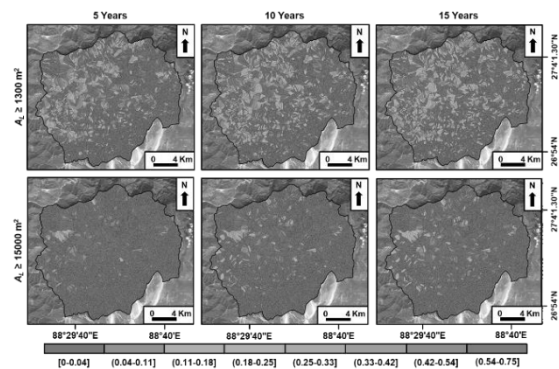 5 Years 10 Years 15 Years
A_L ≥ 1300 m²
N N N
27°4'1.30"N
26°54'N
0 4 Km 0 4 Km 0 4 Km
A_L ≥ 15000 m²
N N N
27°4'1.30"N
26°54'N
0 4 Km 0 4 Km 0 4 Km
88°29'40"E 88°40'E 88°29'40"E 88°40'E 88°29'40"E 88°40'E
[0-0.04] (0.04-0.11] (0.11-0.18] (0.18-0.25] (0.25-0.33] (0.33-0.42] (0.42-0.54] (0.54-0.75]